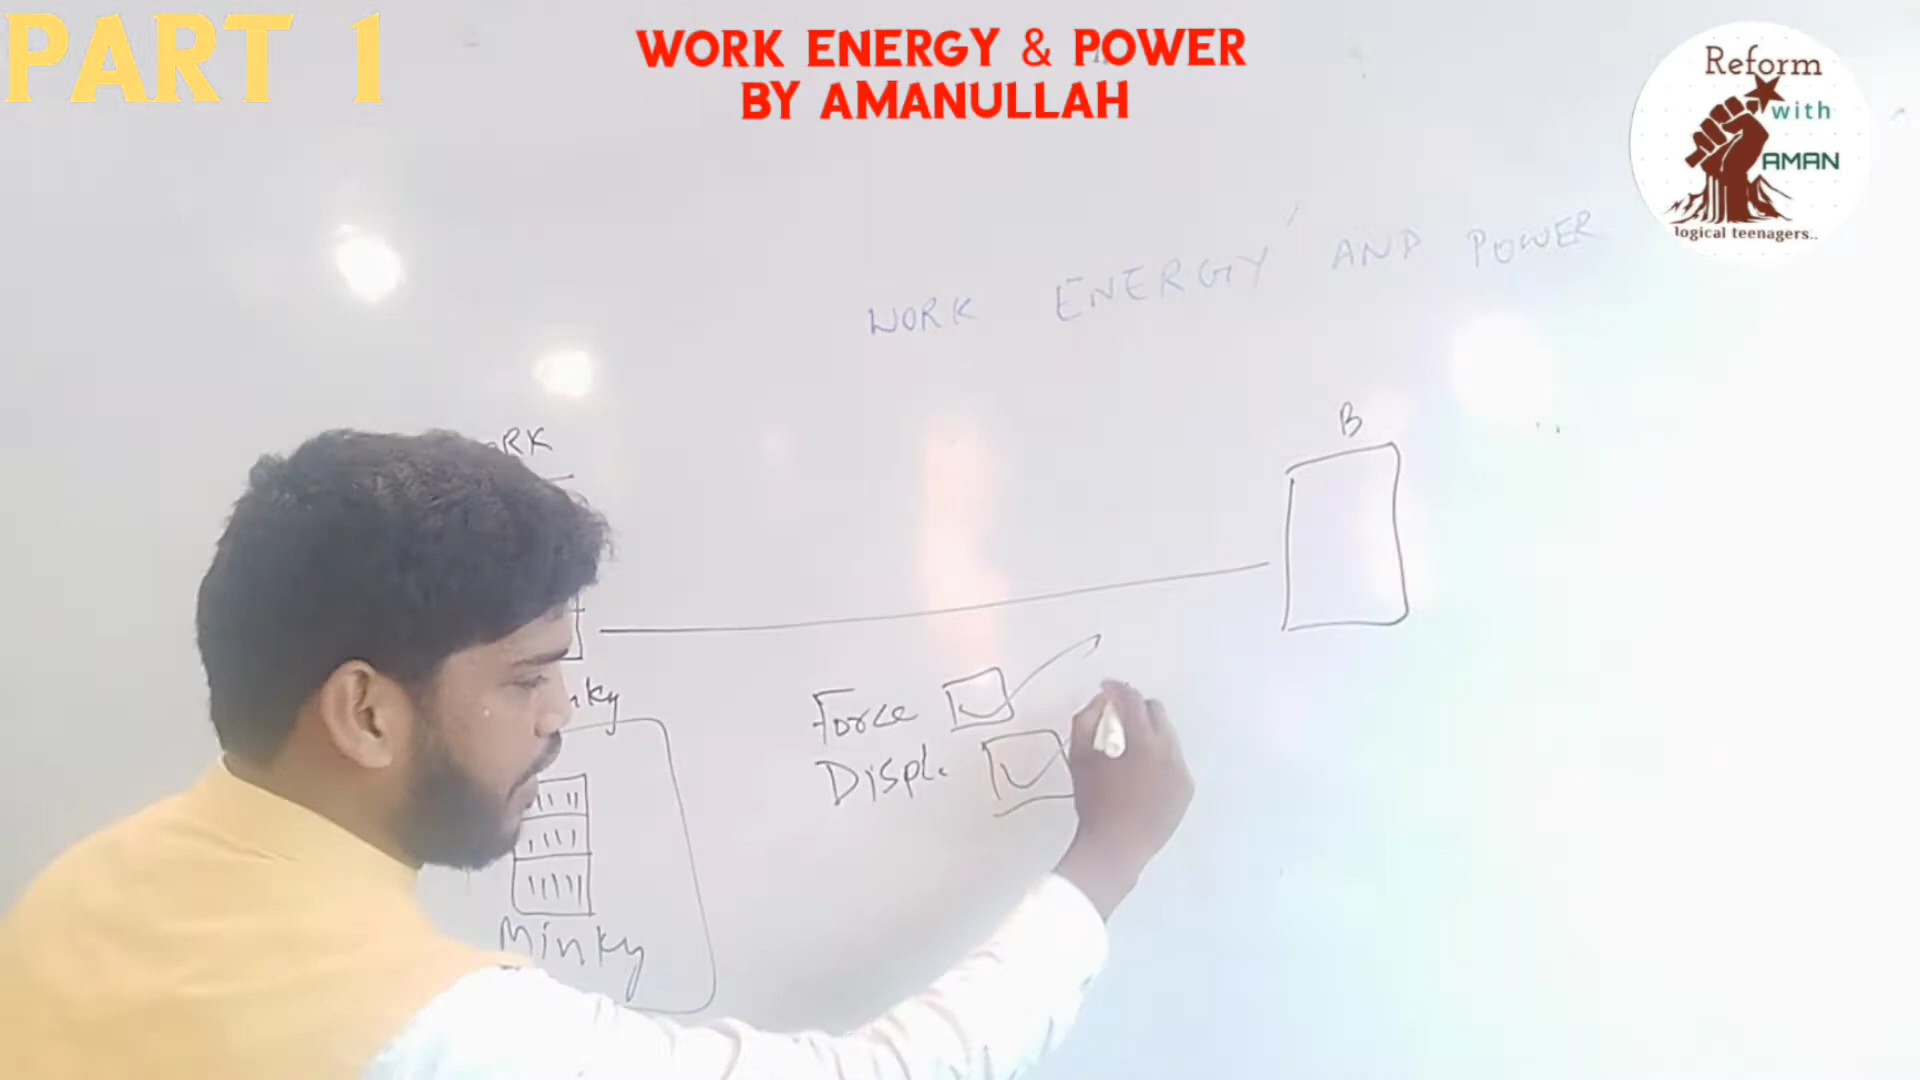 PART 1
WORK ENERGY & POWER
BY AMANULLAH
Reform
with
AMAN
logical teenagers..
WORK ENERGY AND POWER
B
Force
Displ.
Minky